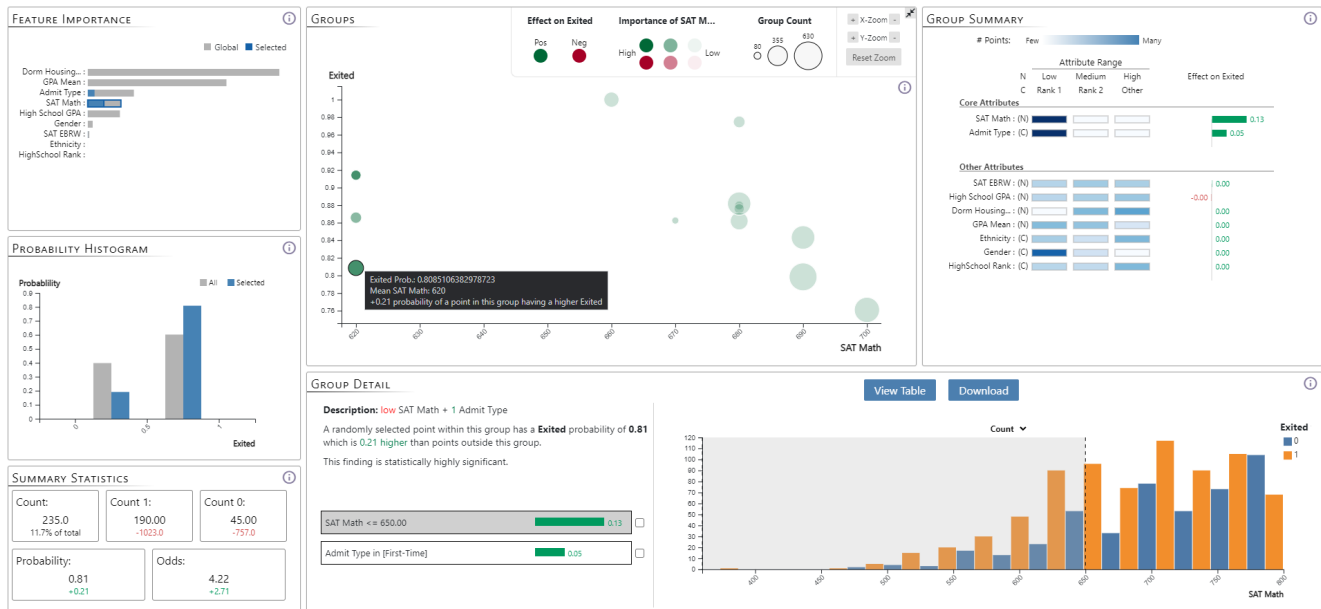 FEATURE IMPORTANCE
Global Selected
Dorm Housing... :
GPA Mean :
Admit Type :
SAT Math :
High School GPA :
Gender :
SAT EBRW :
Ethnicity :
HighSchool Rank :
PROBABILITY HISTOGRAM
Probablility
All Selected
0.9
0.8
0.7
0.6
0.5
0.4
0.3
0.2
0.1
0
0 0.5 1
Exited
SUMMARY STATISTICS
Count:
235.0
11.7% of total
Count 1:
190.00
-1023.0
Count 0:
45.00
-757.0
Probability:
0.81
+0.21
Odds:
4.22
+2.71
GROUPS
Effect on Exited
Pos Neg
Importance of SAT M...
High Low
Group Count
80 355 630
+ X-Zoom -
+ Y-Zoom -
Reset Zoom
Exited
1
0.98
0.96
0.94
0.92
0.9
0.88
0.86
0.84
0.82
0.8
0.78
0.76
Exited Prob.: 0.8085106382978723
Mean SAT Math: 620
+0.21 probability of a point in this group having a higher Exited
620 630 640 650 660 670 680 690 700
SAT Math
GROUP SUMMARY
# Points: Few Many
Attribute Range
N Low Medium High
C Rank 1 Rank 2 Other
Effect on Exited
Core Attributes
SAT Math : (N) 0.13
Admit Type : (C) 0.05
Other Attributes
SAT EBRW : (N) 0.00
High School GPA : (N) -0.00
Dorm Housing... : (N) 0.00
GPA Mean : (N) 0.00
Ethnicity : (C) 0.00
Gender : (C) 0.00
HighSchool Rank : (C) 0.00
GROUP DETAIL
View Table Download
Description: low SAT Math + 1 Admit Type
A randomly selected point within this group has a Exited probability of 0.81
which is 0.21 higher than points outside this group.
This finding is statistically highly significant.
SAT Math <= 650.00 0.13
Admit Type in [First-Time] 0.05
Count
Exited
0
1
120
110
100
90
80
70
60
50
40
30
20
10
0
400 450 500 550 600 650 700 750 800
SAT Math